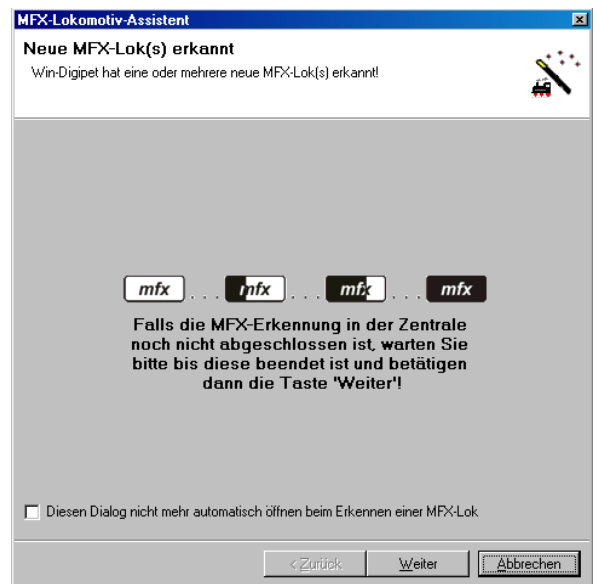 MFX-Lokomotiv-Assistent
Neue MFX-Lok(s) erkannt
Win-Digipet hat eine oder mehrere neue MFX-Lok(s) erkannt!
mfx . . . mfx . . . mfx . . . mfx
Falls die MFX-Erkennung in der Zentrale
noch nicht abgeschlossen ist, warten Sie
bitte bis diese beendet ist und betätigen
dann die Taste 'Weiter'!
Diesen Dialog nicht mehr automatisch öffnen beim Erkennen einer MFX-Lok
< Zurück Weiter Abbrechen